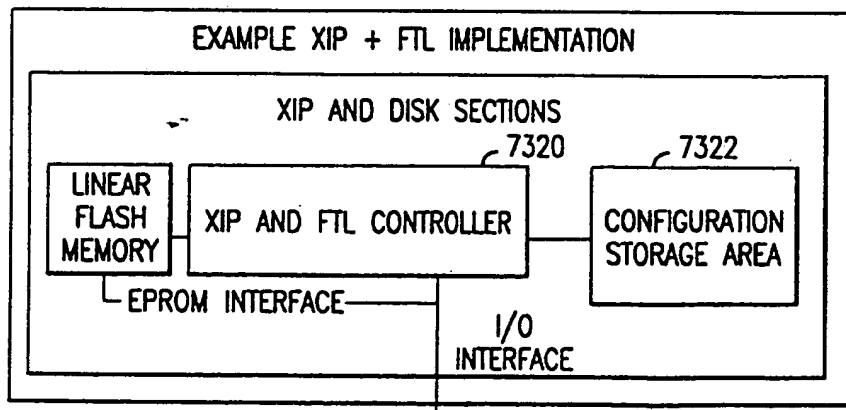 EXAMPLE XIP + FTL IMPLEMENTATION
XIP AND DISK SECTIONS
7320
7322
LINEAR
FLASH
MEMORY
XIP AND FTL CONTROLLER
CONFIGURATION
STORAGE AREA
EPROM INTERFACE
I/O
INTERFACE